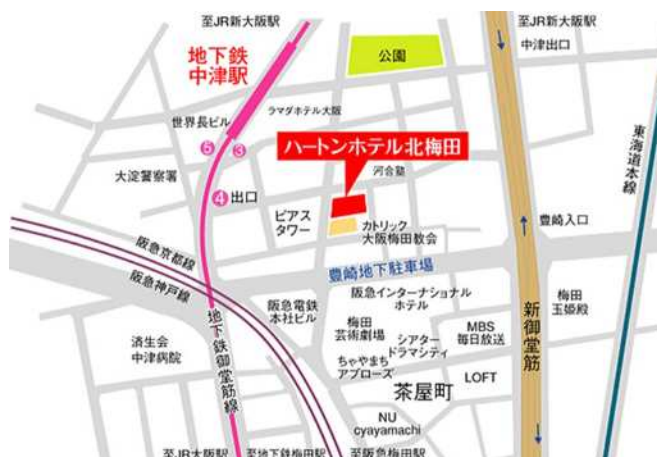 至JR新大阪駅
至JR新大阪駅
中津出口
地下鉄
中津駅
公園
ラマダホテル大阪
世界長ビル
5
3
ハートンホテル北梅田
東海道本線
大淀警察署
河合塾
4出口
ピアス
タワー
カトリック
大阪梅田教会
豊崎入口
阪急京都線
阪急神戸線
豊崎地下駐車場
阪急インターナショナル
ホテル
阪急電鉄
本社ビル
梅田
芸術劇場
シアター
ドラマシティ
MBS
毎日放送
新御堂筋
梅田
玉姫殿
済生会
中津病院
地下鉄御堂筋線
ちゃやまち
アプローズ
茶屋町
LOFT
NU
cyayamachi
至JR大阪駅
至地下鉄梅田駅
至阪急梅田駅